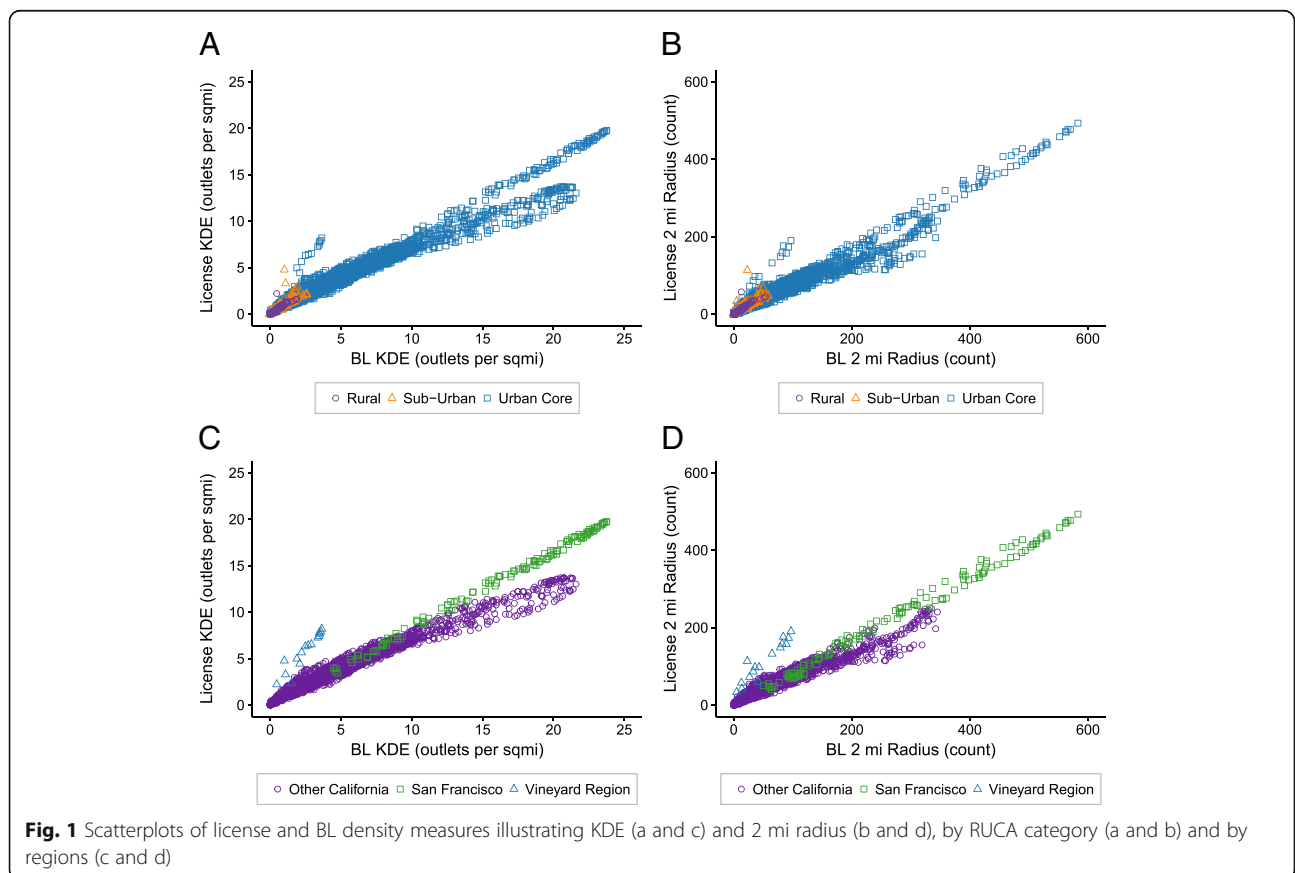 A
B
License KDE (outlets per sqmi)
25
20
15
10
5
0
0 5 10 15 20 25
BL KDE (outlets per sqmi)
License 2 mi Radius (count)
600
400
200
0
0 200 400 600
BL 2 mi Radius (count)
Rural Sub−Urban Urban Core
Rural Sub−Urban Urban Core
C
D
License KDE (outlets per sqmi)
25
20
15
10
5
0
0 5 10 15 20 25
BL KDE (outlets per sqmi)
License 2 mi Radius (count)
600
400
200
0
0 200 400 600
BL 2 mi Radius (count)
Other California San Francisco Vineyard Region
Other California San Francisco Vineyard Region
Fig. 1 Scatterplots of license and BL density measures illustrating KDE (a and c) and 2 mi radius (b and d), by RUCA category (a and b) and by
regions (c and d)